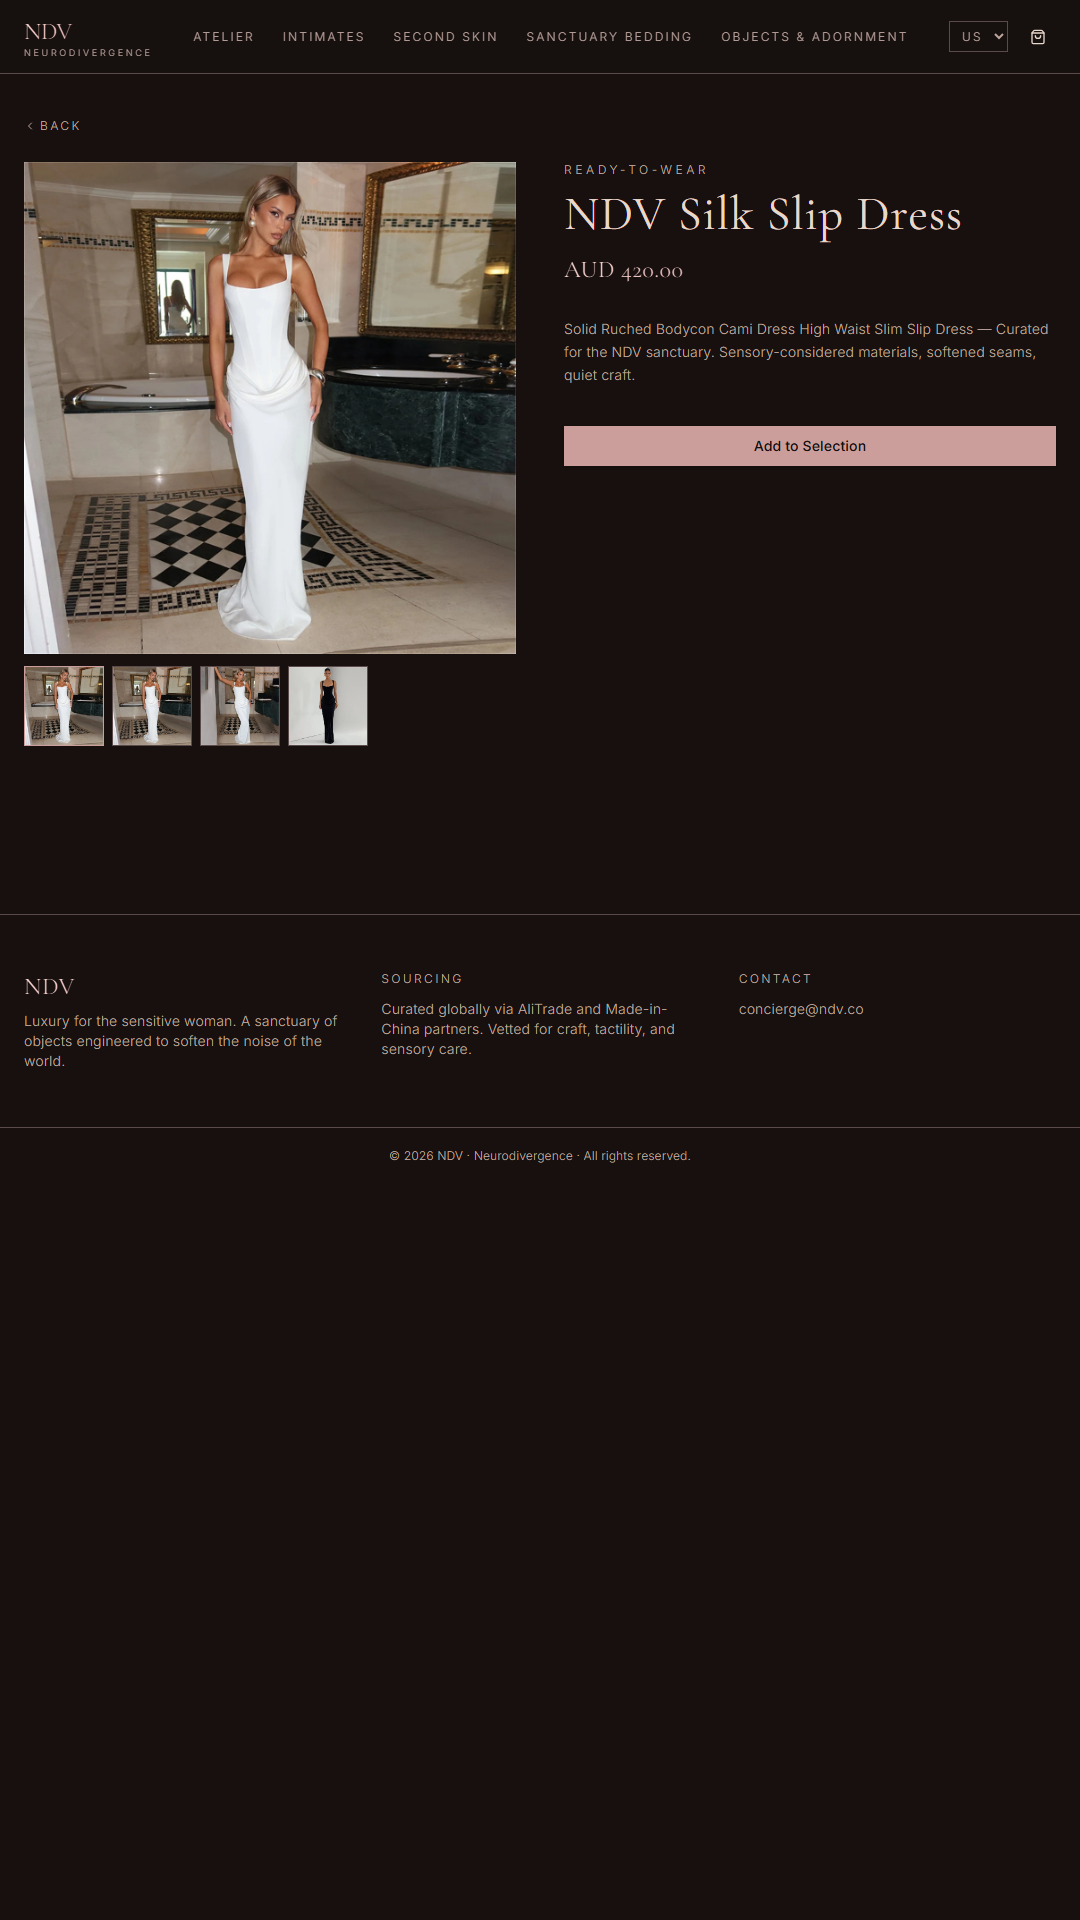 NDV
NEURODIVERGENCE
ATELIER
INTIMATES
SECOND SKIN
SANCTUARY BEDDING
OBJECTS & ADORNMENT
US
BACK
READY-TO-WEAR
NDV Silk Slip Dress
AUD 420.00
Solid Ruched Bodycon Cami Dress High Waist Slim Slip Dress — Curated
for the NDV sanctuary. Sensory-considered materials, softened seams,
quiet craft.
Add to Selection
NDV
Luxury for the sensitive woman. A sanctuary of
objects engineered to soften the noise of the
world.
SOURCING
Curated globally via AliTrade and Made-in-
China partners. Vetted for craft, tactility, and
sensory care.
CONTACT
concierge@ndv.co
© 2026 NDV · Neurodivergence · All rights reserved.